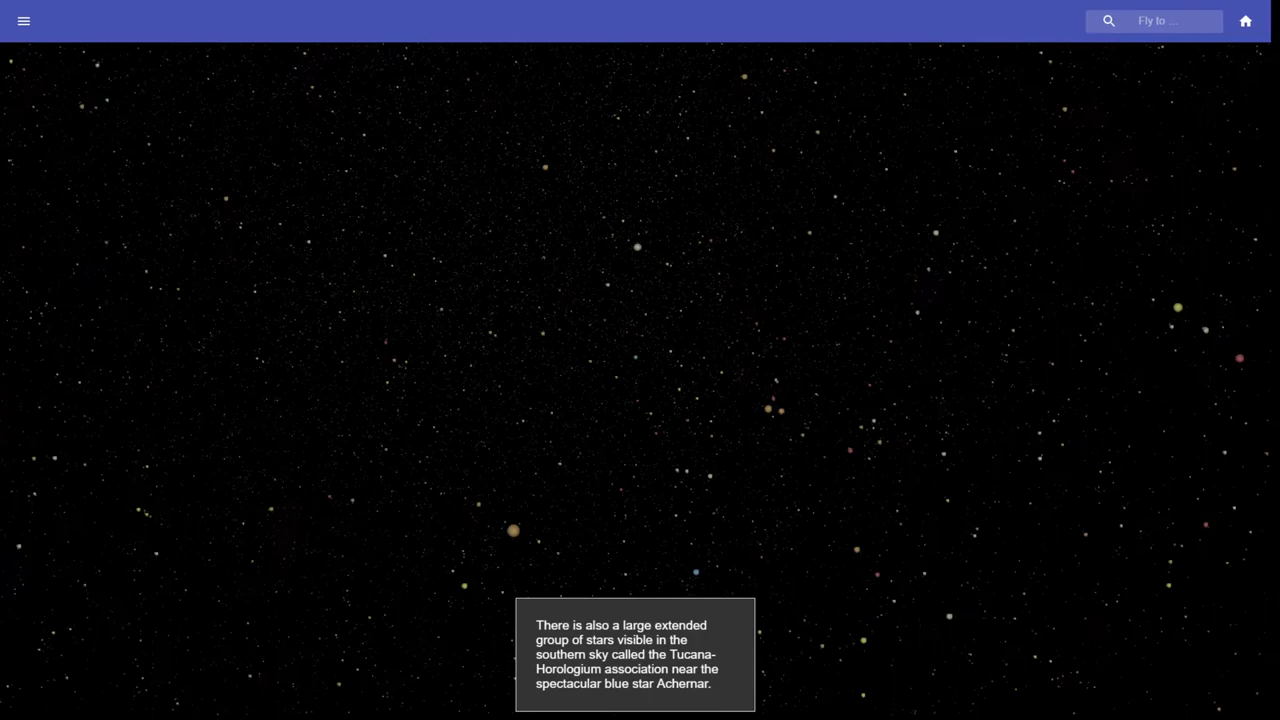 Fly to ...
There is also a large extended
group of stars visible in the
southern sky called the Tucana-
Horologium association near the
spectacular blue star Achernar.